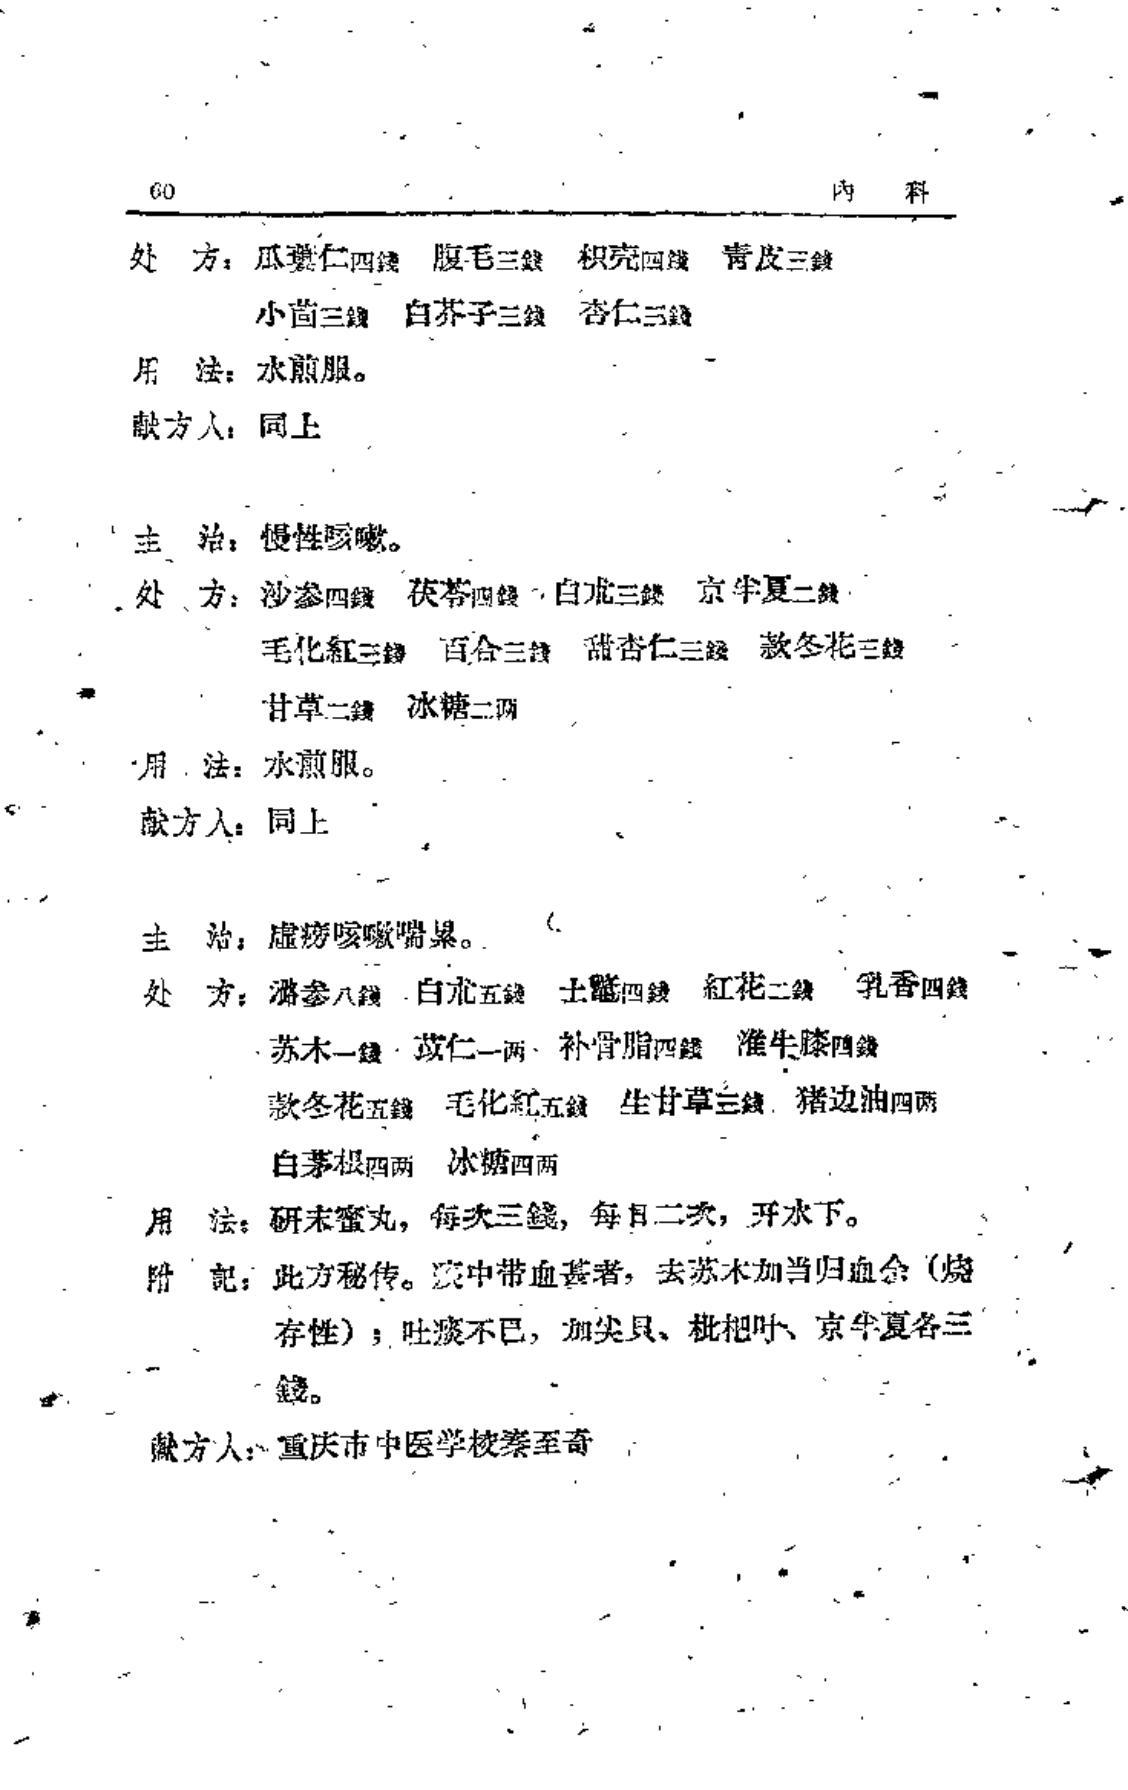 60 内 科
处 方：瓜蒌仁四錢 腹毛三錢 枳壳四錢 青皮三錢
小茴三錢 白芥子三錢 杏仁三錢
用 法：水煎服。
献方人：同上
主 治：慢性咳嗽。
处 方：沙参四錢 茯苓四錢 白朮三錢 京半夏二錢
毛化紅三錢 百合三錢 甜杏仁三錢 款冬花三錢
甘草二錢 冰糖二两
用 法：水煎服。
献方人：同上
主 治：虚痨咳嗽喘累。
处 方：潞参八錢 白朮五錢 土鼈四錢 紅花二錢 乳香四錢
苏木一錢 苡仁一两 补骨脂四錢 淮牛膝四錢
款冬花五錢 毛化紅五錢 生甘草三錢 猪边油四两
白茅根四两 冰糖四两
用 法：研末蜜丸，每次三錢，每日二次，开水下。
附 記：此方秘传。痰中带血甚者，去苏木加当归血余（烧
存性）；吐痰不已，加尖贝、枇杷叶、京半夏各三
錢。
献方人：重庆市中医学校秦至奇